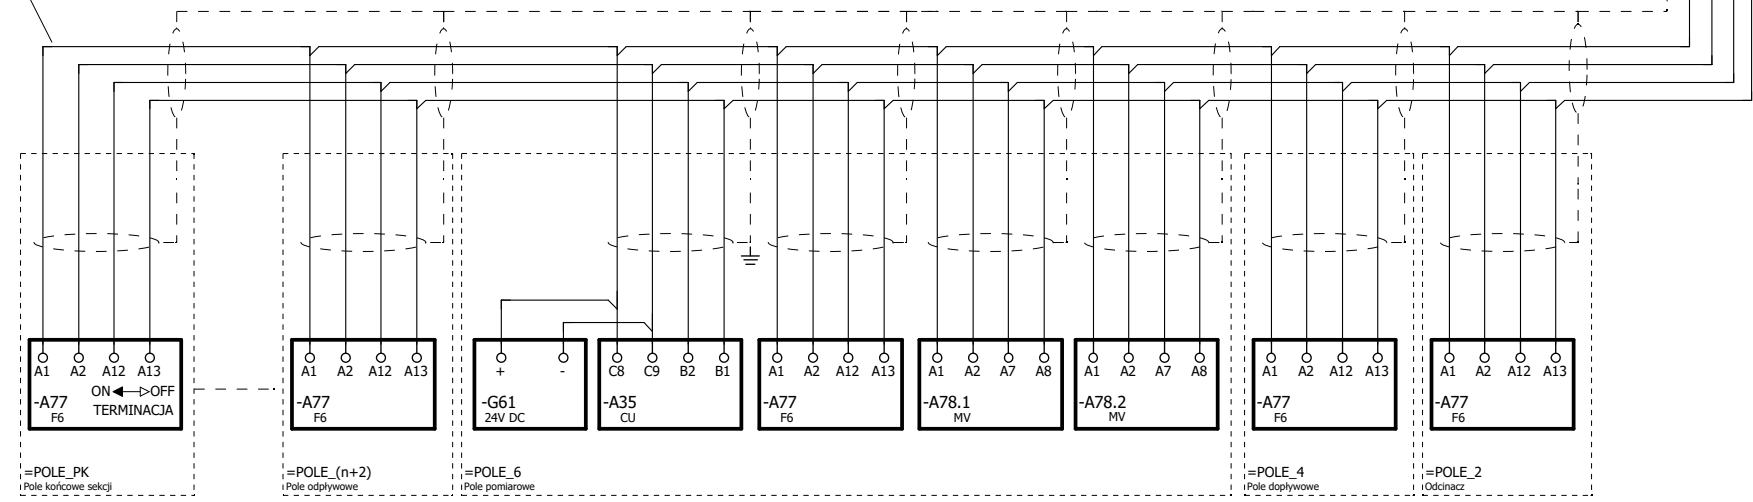 A1 A2 A12 A13
ON OFF
-A77
TERMINACJA
F6
=POLE_PK
Pole końcowe sekcji
A1 A2 A12 A13
-A77
F6
=POLE_(n+2)
Pole odpływowe
+ -
-G61
24V DC
C8 C9 B2 B1
-A35
CU
A1 A2 A12 A13
-A77
F6
A1 A2 A7 A8
-A78.1
MV
A1 A2 A7 A8
-A78.2
MV
=POLE_6
Pole pomiarowe
A1 A2 A12 A13
-A77
F6
=POLE_4
Pole dopływowe
A1 A2 A12 A13
-A77
F6
=POLE_2
Odcinacz